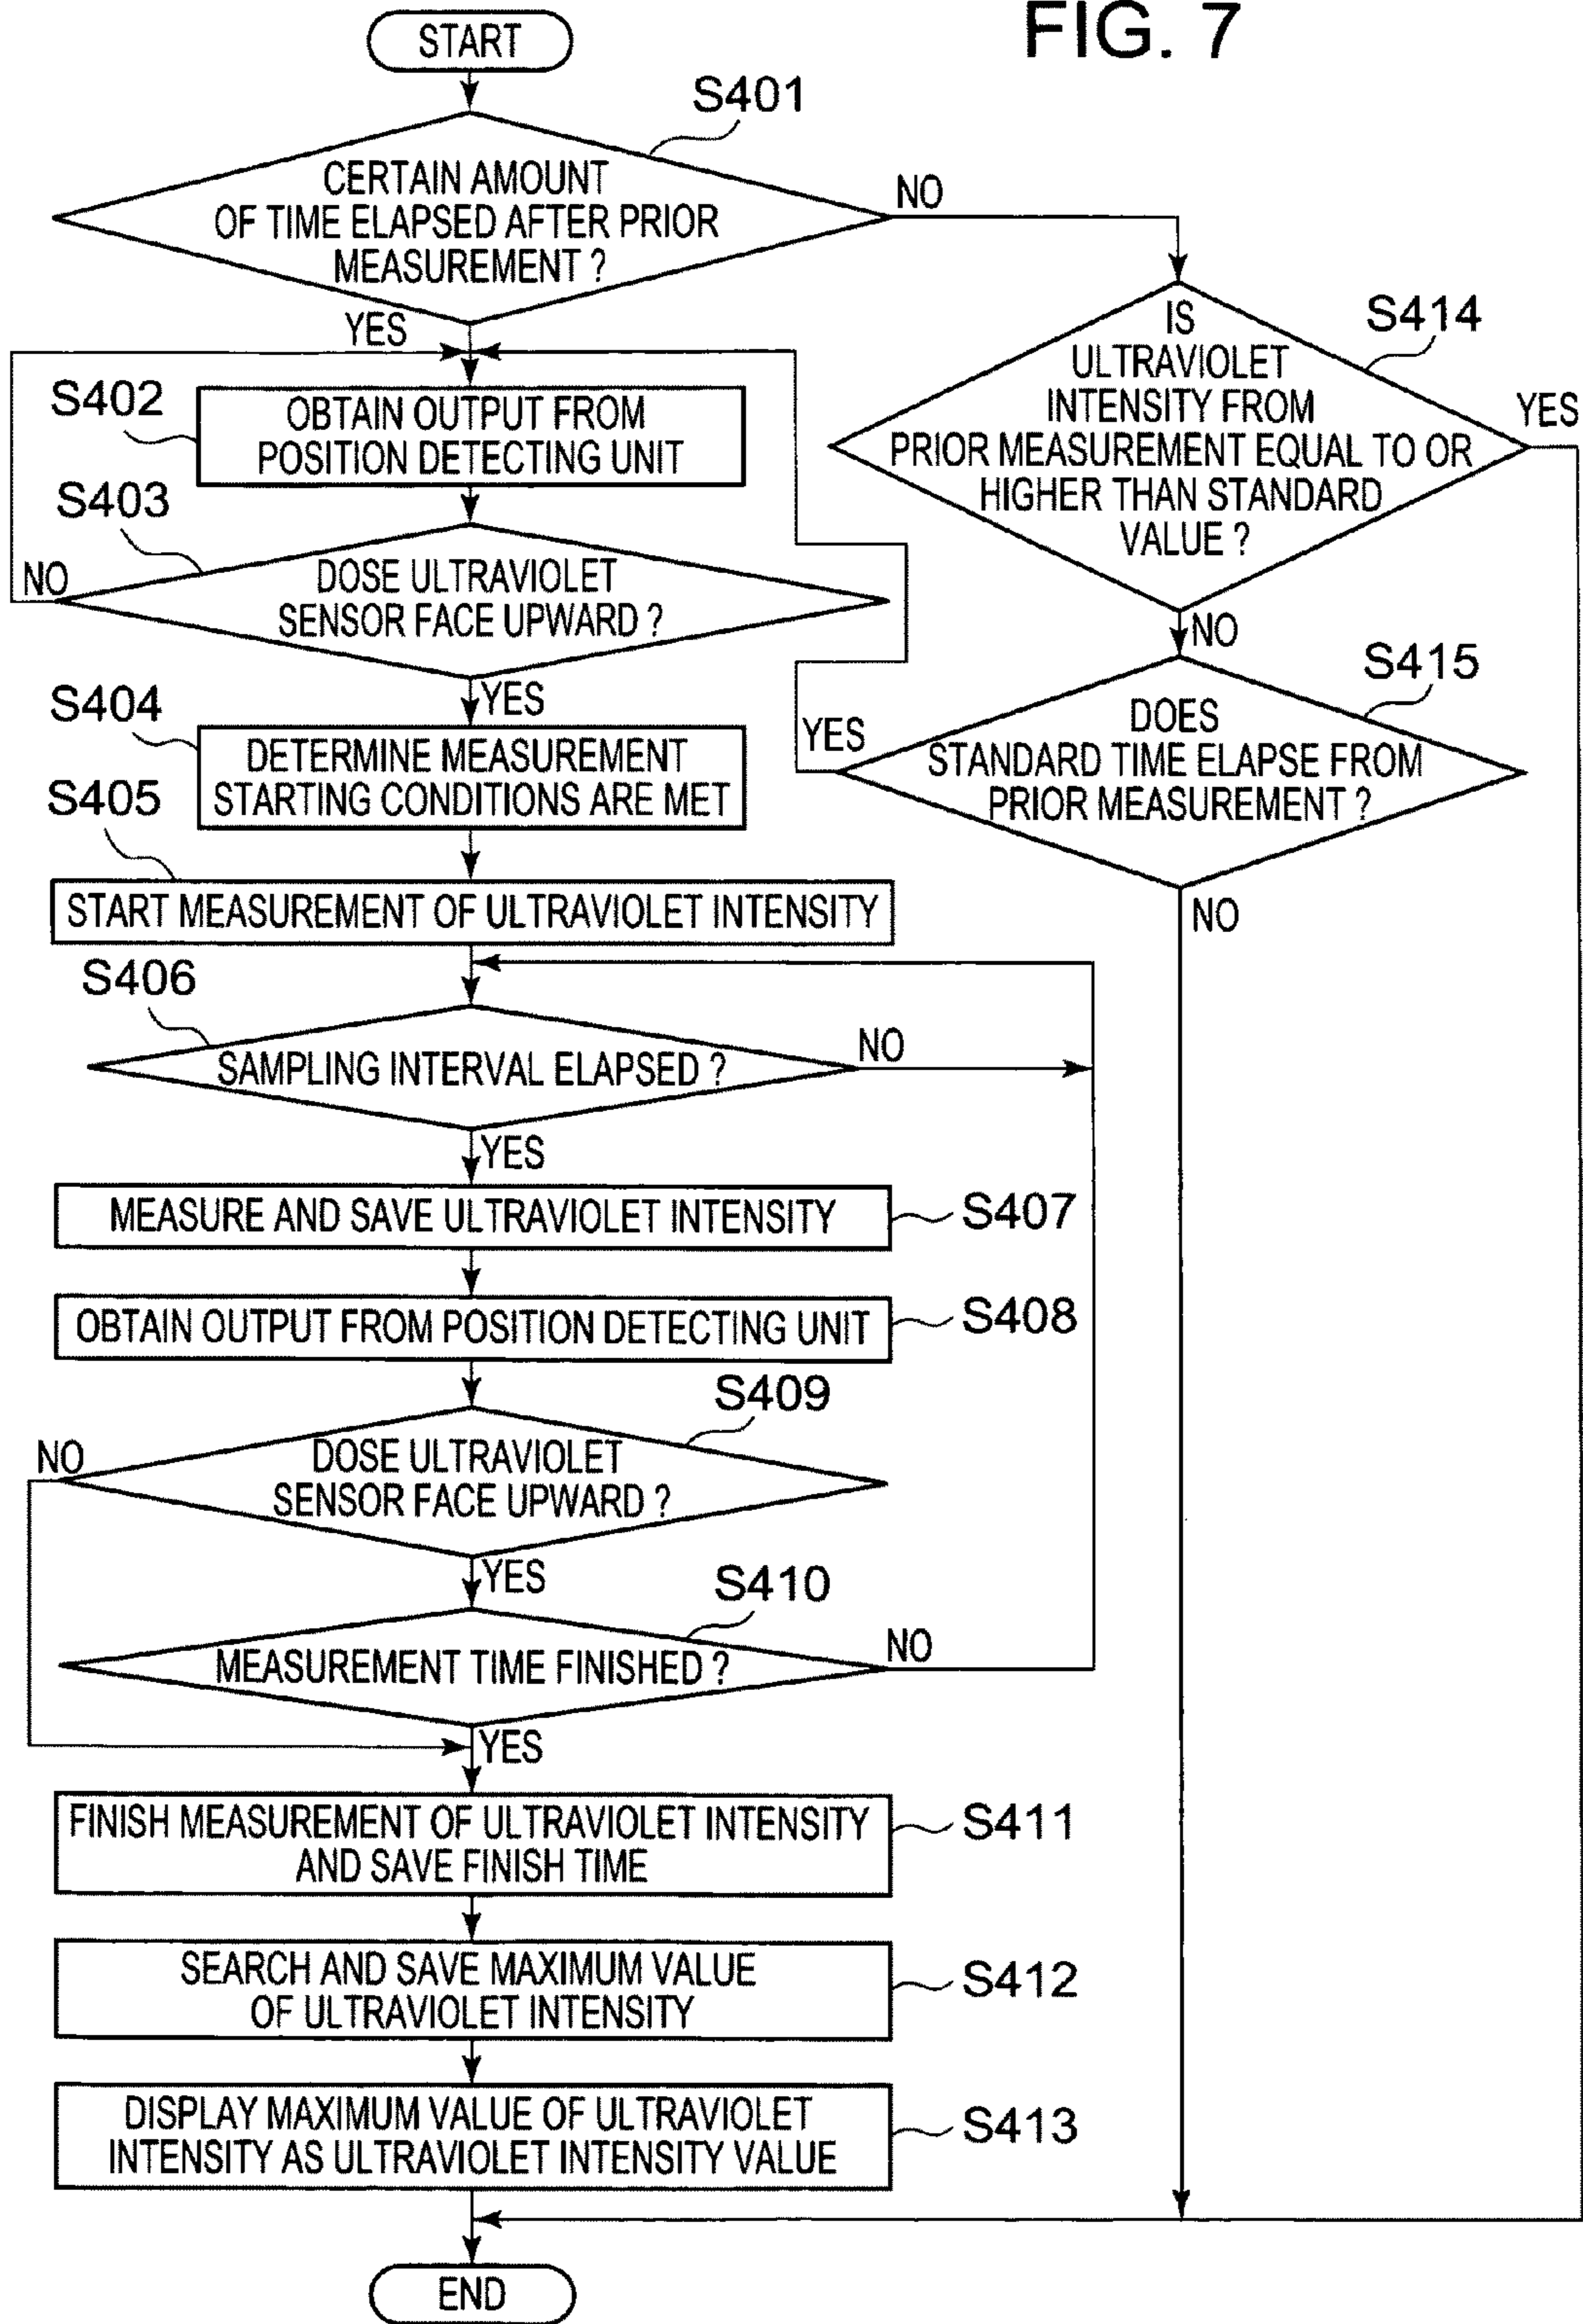 FIG. 7
START
S401
CERTAIN AMOUNT
OF TIME ELAPSED AFTER PRIOR
MEASUREMENT ?
NO
YES
S402
OBTAIN OUTPUT FROM
POSITION DETECTING UNIT
S403
DOSE ULTRAVIOLET
SENSOR FACE UPWARD ?
NO
YES
S404
DETERMINE MEASUREMENT
STARTING CONDITIONS ARE MET
S405
START MEASUREMENT OF ULTRAVIOLET INTENSITY
S406
SAMPLING INTERVAL ELAPSED ?
NO
YES
MEASURE AND SAVE ULTRAVIOLET INTENSITY
S407
OBTAIN OUTPUT FROM POSITION DETECTING UNIT
S408
S409
DOSE ULTRAVIOLET
SENSOR FACE UPWARD ?
NO
YES
S410
MEASUREMENT TIME FINISHED ?
NO
YES
FINISH MEASUREMENT OF ULTRAVIOLET INTENSITY
AND SAVE FINISH TIME
S411
SEARCH AND SAVE MAXIMUM VALUE
OF ULTRAVIOLET INTENSITY
S412
DISPLAY MAXIMUM VALUE OF ULTRAVIOLET
INTENSITY AS ULTRAVIOLET INTENSITY VALUE
S413
END
S414
IS
ULTRAVIOLET
INTENSITY FROM
PRIOR MEASUREMENT EQUAL TO OR
HIGHER THAN STANDARD
VALUE ?
YES
NO
S415
DOES
STANDARD TIME ELAPSE FROM
PRIOR MEASUREMENT ?
YES
NO